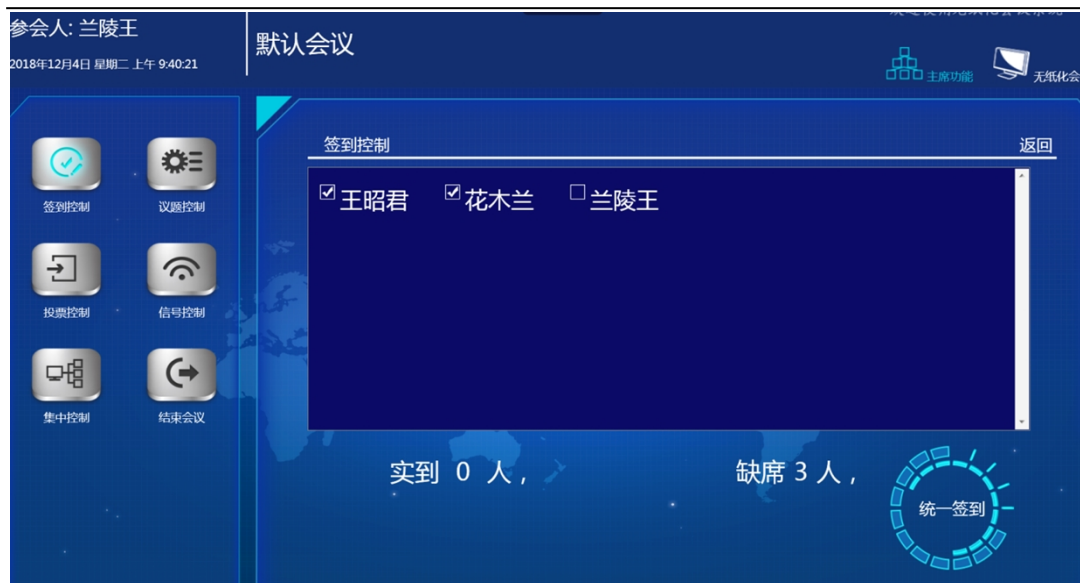 参会人: 兰陵王
2018年12月4日 星期二 上午 9:40:21
默认会议
主席功能
无纸化会
签到控制
议题控制
投票控制
信号控制
集中控制
结束会议
签到控制
返回
王昭君 花木兰 兰陵王
实到 0 人， 缺席 3 人，
统一签到